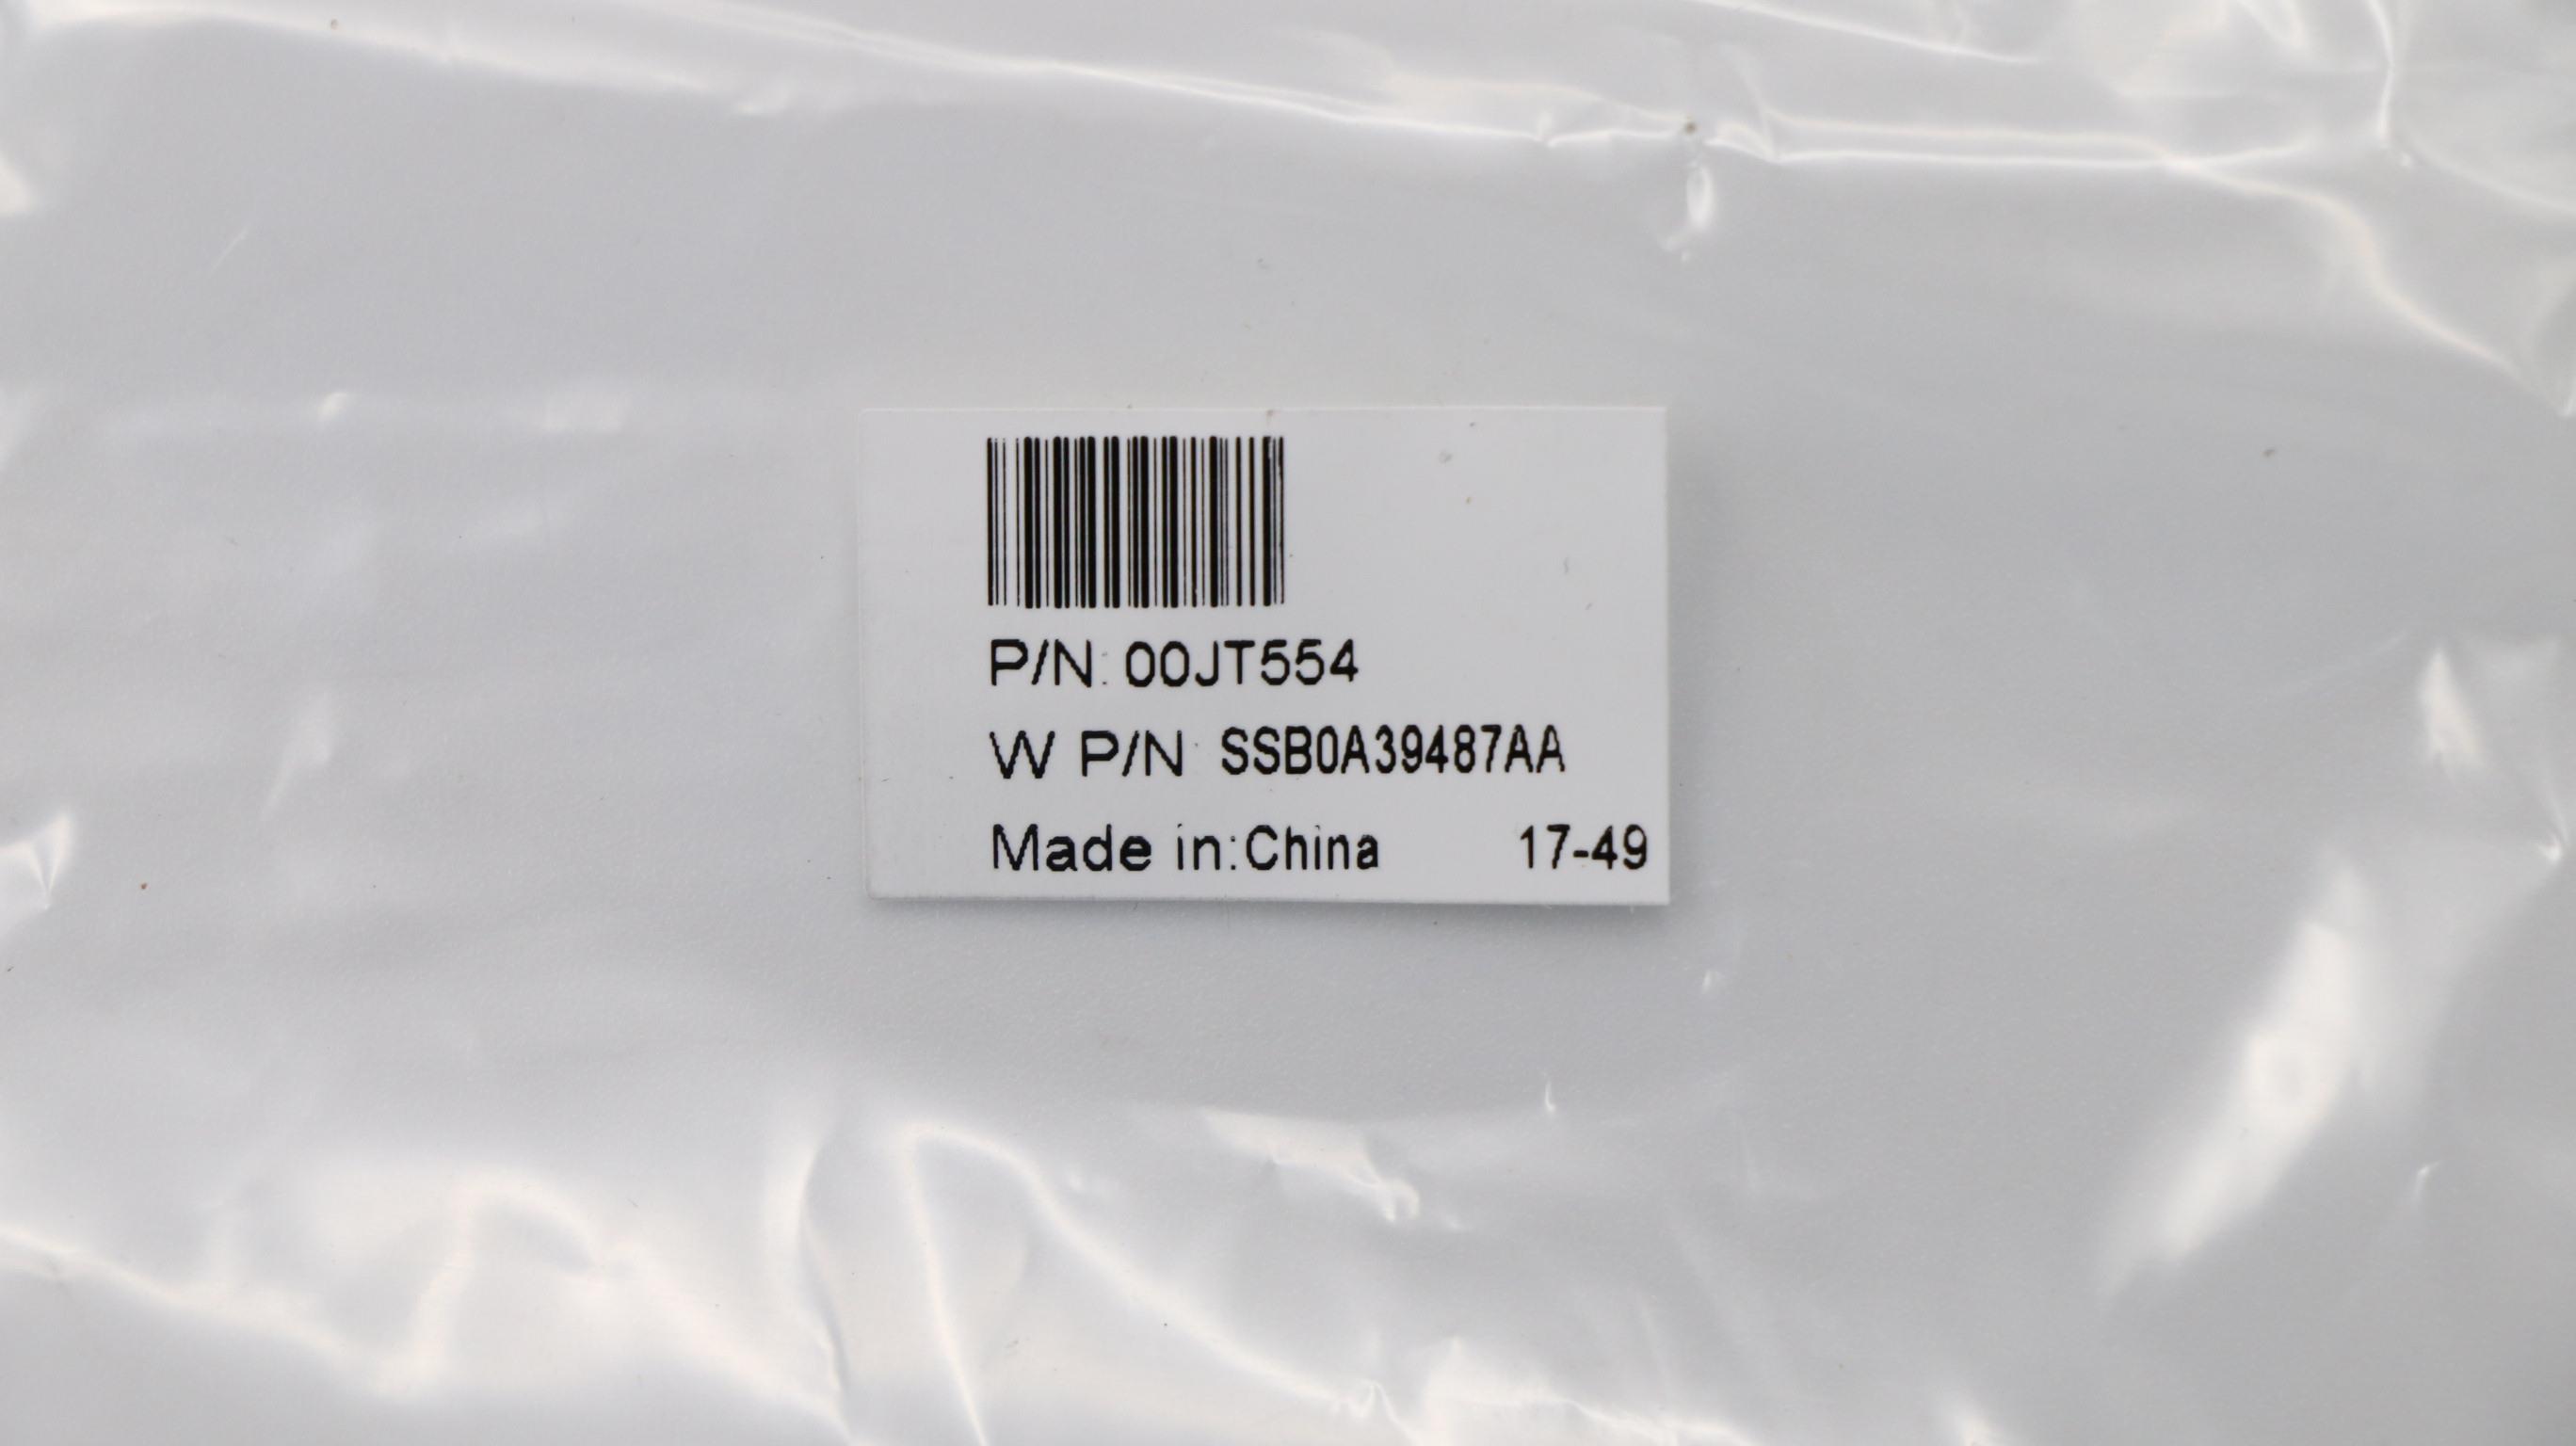 P/N: 00JT554
W P/N: SSB0A39487AA
Made in:China 17-49